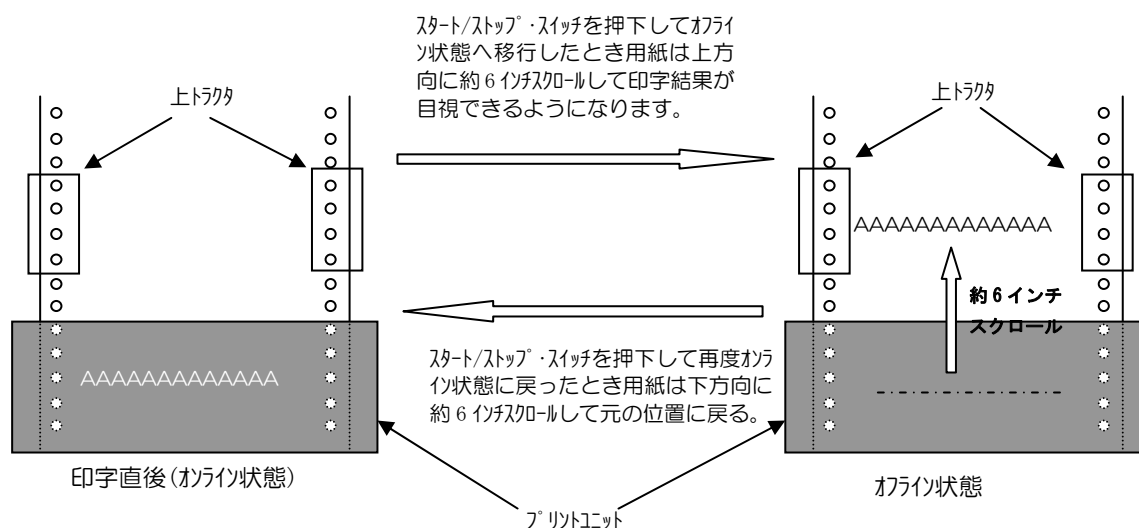 スタート/ストップ・スイッチを押下してオフライ
ン状態へ移行したとき用紙は上方
向に約6インチスクロールして印字結果が
目視できるようになります。
上トラクタ
上トラクタ
AAAAAAAAAAAAA
約6インチ
スクロール
AAAAAAAAAAAAA
スタート/ストップ・スイッチを押下して再度オンラ
イン状態に戻ったとき用紙は下方向に
約6インチスクロールして元の位置に戻る。
印字直後(オンライン状態)
オフライン状態
プリントユニット